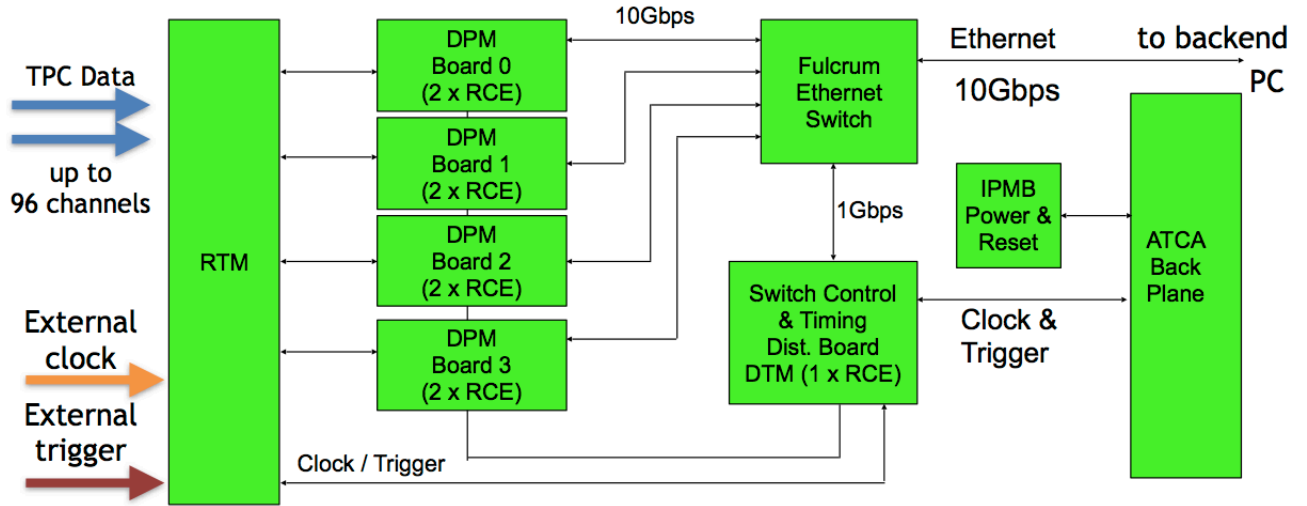 TPC Data
up to
96 channels
External
clock
External
trigger
RTM
DPM
Board 0
(2 x RCE)
DPM
Board 1
(2 x RCE)
DPM
Board 2
(2 x RCE)
DPM
Board 3
(2 x RCE)
Clock / Trigger
10Gbps
Fulcrum
Ethernet
Switch
1Gbps
Switch Control
& Timing
Dist. Board
DTM (1 x RCE)
Ethernet
10Gbps
to backend
PC
IPMB
Power &
Reset
Clock &
Trigger
ATCA
Back
Plane